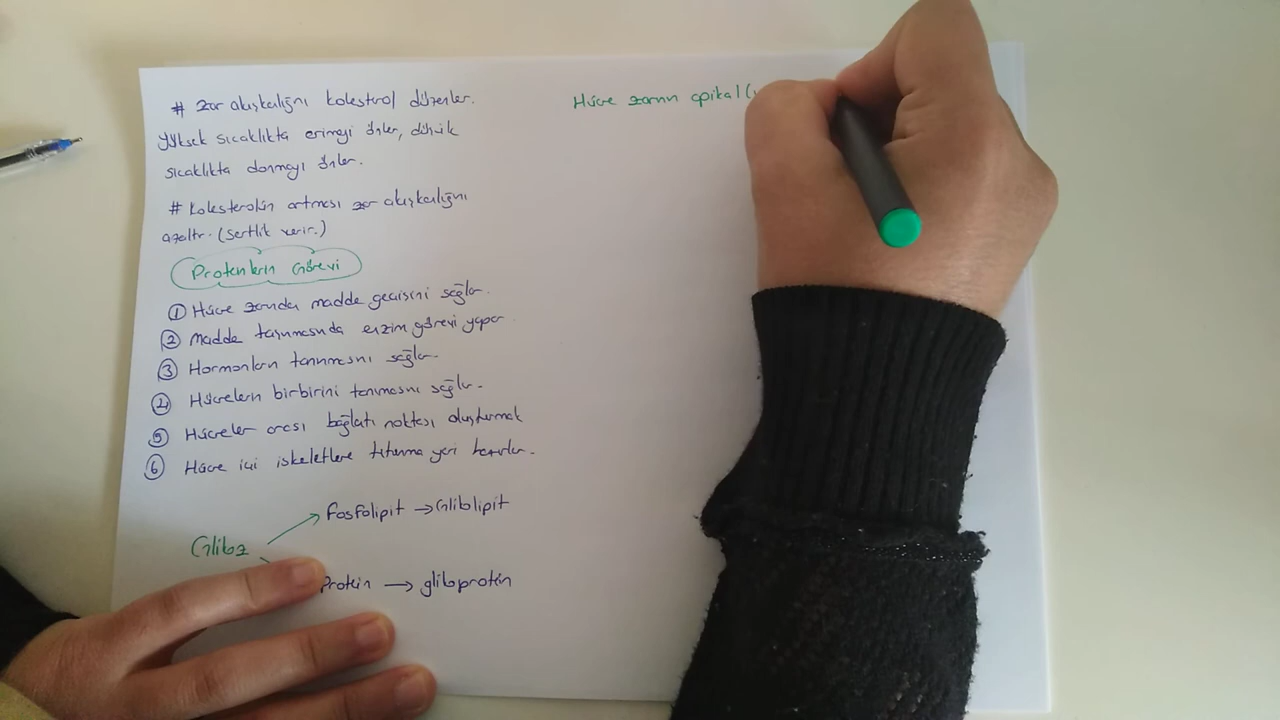 # zar akışkanlığını kolestrol düzenler.
Yüksek sıcaklıkta erimeyi önler, düşük
sıcaklıkta donmayı önler.
# Kolesterolün artması zar akışkanlığını
azaltır. (Sertlik verir.)
Proteinlerin Görevi
① Hücre zarında madde geçişini sağlar.
② Madde taşınmasında enzim görevi yapar
③ Hormonların tanınmasını sağlar.
④ Hücrelerin birbirini tanımasını sağlar.
⑤ Hücreler arası bağlantı noktası oluşturmak
⑥ Hücre içi iskeletlere tutunma yeri hazırlar.
Glikoz
Fosfolipit → Glikolipit
Protein → glikoprotein
Hücre zarının apikal (